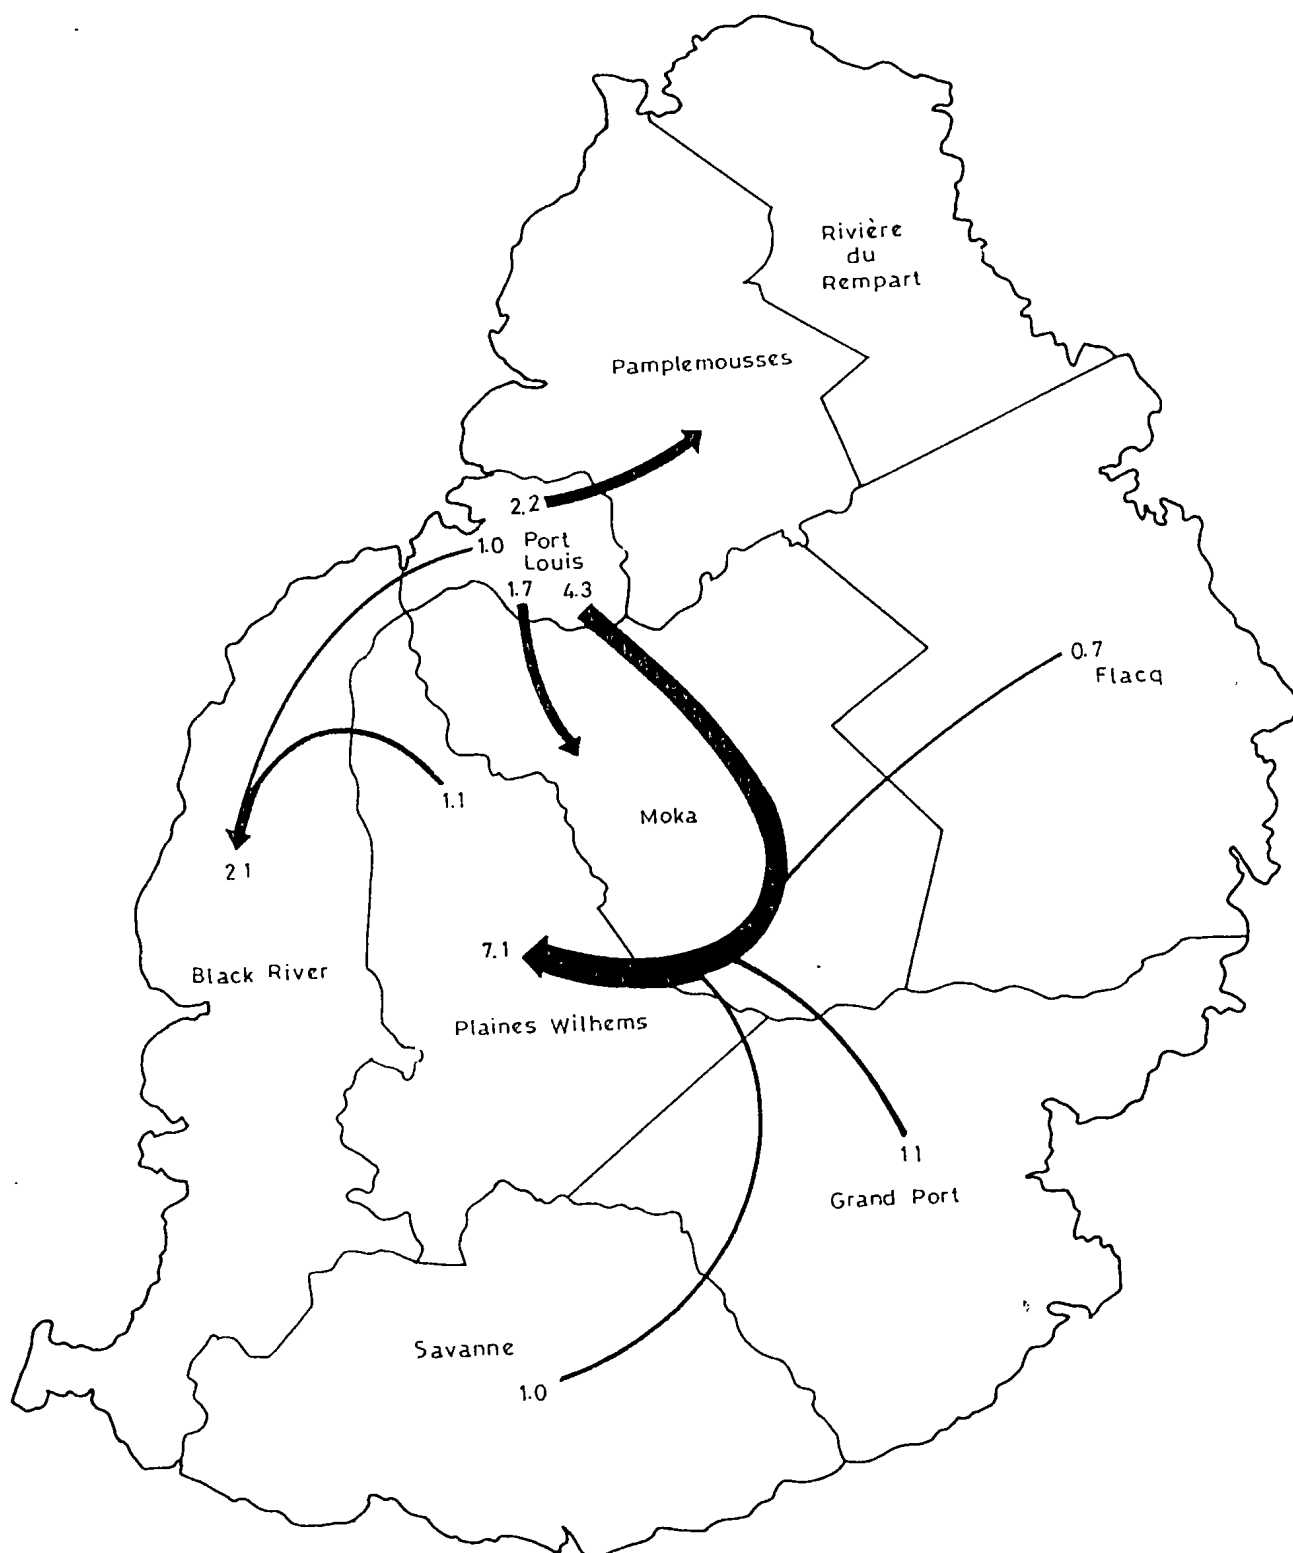 Rivière
du
Rempart
Pamplemousses
2.2
1.0
Port
Louis
1.7
4.3
0.7
Flacq
1.1
Moka
2 1
7.1
Black River
Plaines Wilhems
1 1
Grand Port
Savanne
1.0